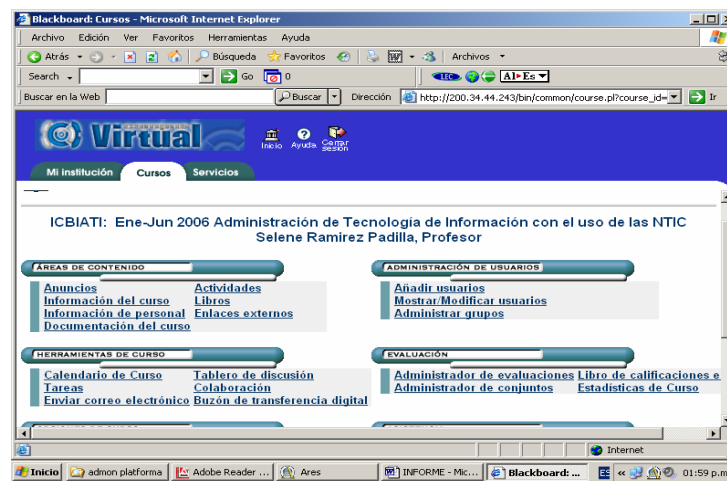 Blackboard: Cursos - Microsoft Internet Explorer
Archivo Edición Ver Favoritos Herramientas Ayuda
Atrás Búsqueda Favoritos Archivos
Search Go 0 LEC Al Es
Buscar en la Web Buscar Dirección http://200.34.44.243/bin/common/course.pl?course_id= Ir
Virtual
Inicio Ayuda Cerrar sesión
Mi institución Cursos Servicios
ICBIATI: Ene-Jun 2006 Administración de Tecnología de Información con el uso de las NTIC
Selene Ramirez Padilla, Profesor
ÁREAS DE CONTENIDO
Anuncios Actividades
Información del curso Libros
Información de personal Enlaces externos
Documentación del curso
ADMINISTRACIÓN DE USUARIOS
Añadir usuarios
Mostrar/Modificar usuarios
Administrar grupos
HERRAMIENTAS DE CURSO
Calendario de Curso Tablero de discusión
Tareas Colaboración
Enviar correo electrónico Buzón de transferencia digital
EVALUACIÓN
Administrador de evaluaciones Libro de calificaciones e
Administrador de conjuntos Estadísticas de Curso
Internet
Inicio admon platforma Adobe Reader ... Ares INFORME - Mic... Blackboard: ... ES « 01:59 p.m